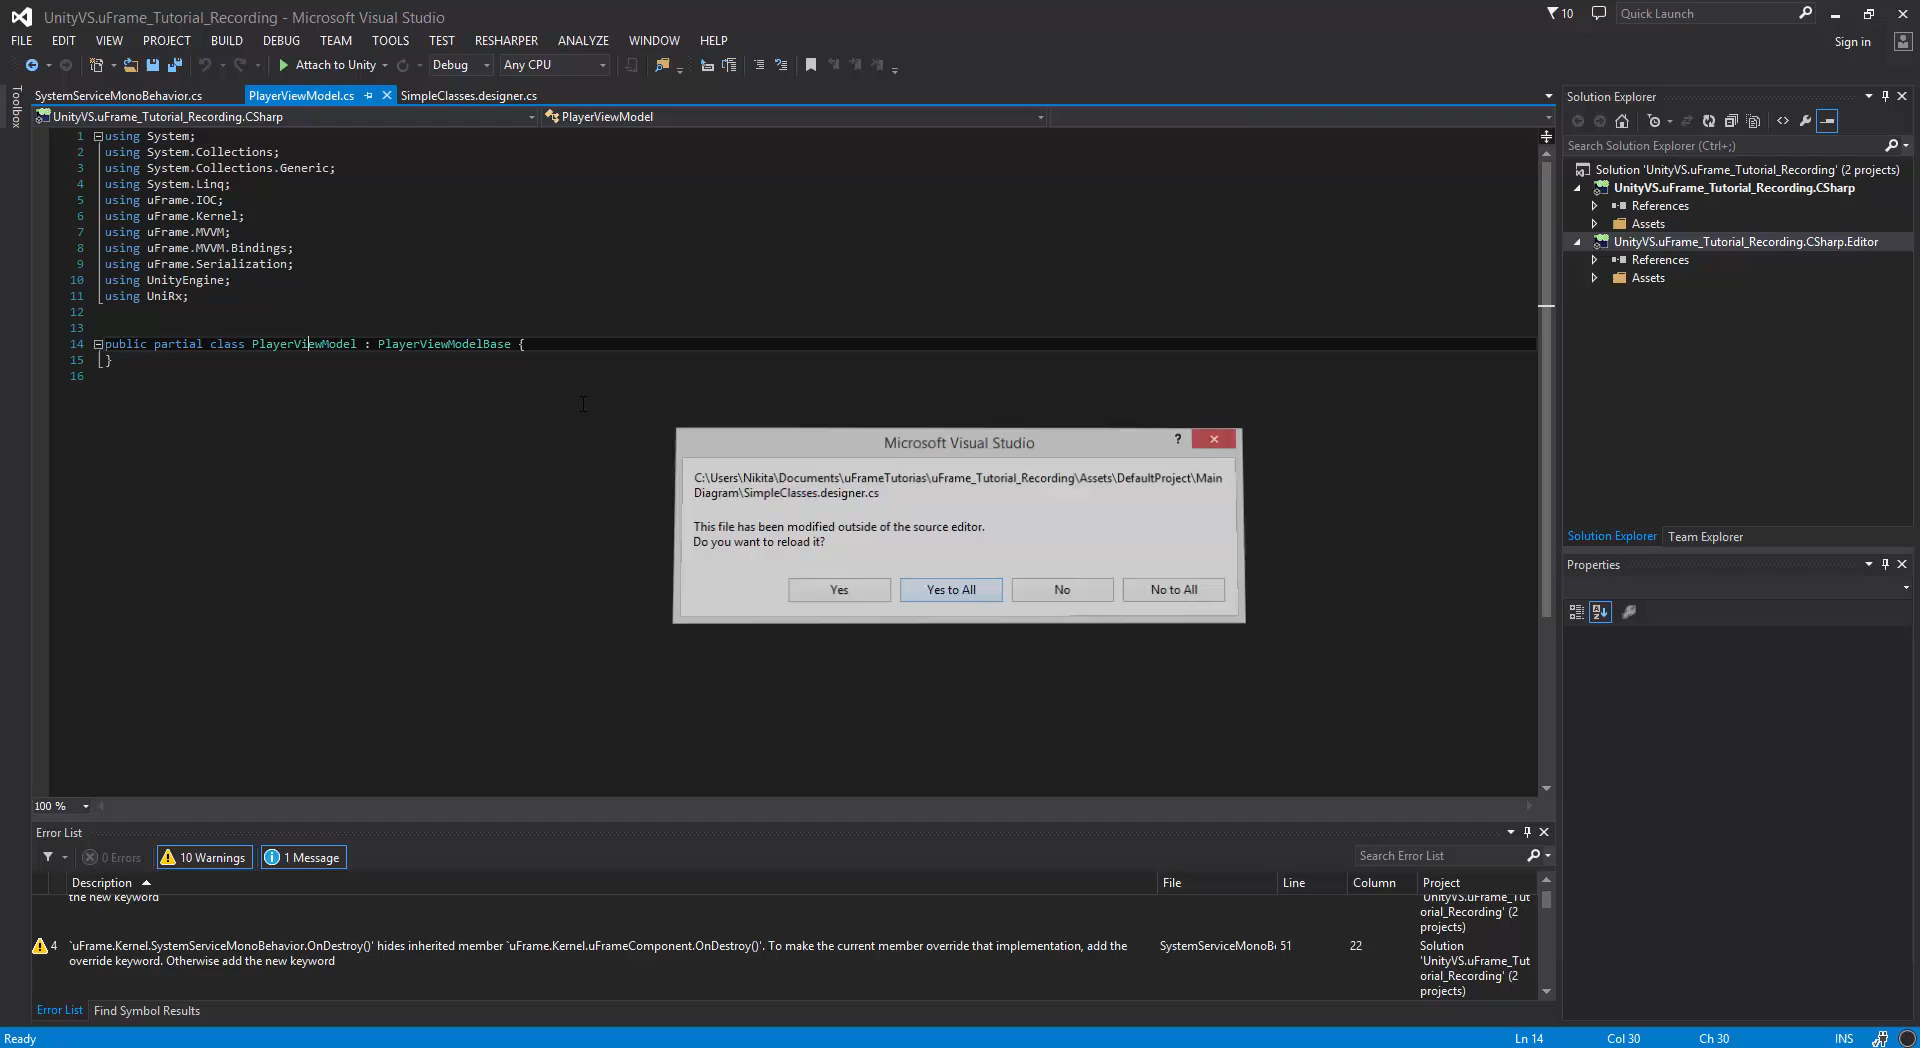 UnityVS.uFrame_Tutorial_Recording - Microsoft Visual Studio
10
Quick Launch
FILE EDIT VIEW PROJECT BUILD DEBUG TEAM TOOLS TEST RESHARPER ANALYZE WINDOW HELP
Sign in
Attach to Unity Debug Any CPU
Toolbox
SystemServiceMonoBehavior.cs PlayerViewModel.cs SimpleClasses.designer.cs
UnityVS.uFrame_Tutorial_Recording.CSharp PlayerViewModel
1 using System;
2 using System.Collections;
3 using System.Collections.Generic;
4 using System.Linq;
5 using uFrame.IOC;
6 using uFrame.Kernel;
7 using uFrame.MVVM;
8 using uFrame.MVVM.Bindings;
9 using uFrame.Serialization;
10 using UnityEngine;
11 using UniRx;
12
13
14 public partial class PlayerViewModel : PlayerViewModelBase {
15 }
16
Microsoft Visual Studio
?
C:\Users\Nikita\Documents\uFrameTutorias\uFrame_Tutorial_Recording\Assets\DefaultProject\Main
Diagram\SimpleClasses.designer.cs
This file has been modified outside of the source editor.
Do you want to reload it?
Yes Yes to All No No to All
Solution Explorer
Search Solution Explorer (Ctrl+;)
Solution 'UnityVS.uFrame_Tutorial_Recording' (2 projects)
UnityVS.uFrame_Tutorial_Recording.CSharp
References
Assets
UnityVS.uFrame_Tutorial_Recording.CSharp.Editor
References
Assets
Solution Explorer Team Explorer
Properties
100 %
Error List
0 Errors 10 Warnings 1 Message
Search Error List
Description File Line Column Project
the new keyword
'UnityVS.uFrame_Tut
orial_Recording' (2
projects)
4 `uFrame.Kernel.SystemServiceMonoBehavior.OnDestroy()' hides inherited member `uFrame.Kernel.uFrameComponent.OnDestroy()'. To make the current member override that implementation, add the
override keyword. Otherwise add the new keyword
SystemServiceMonoBe 51 22
Solution
'UnityVS.uFrame_Tut
orial_Recording' (2
projects)
Error List Find Symbol Results
Ready Ln 14 Col 30 Ch 30 INS